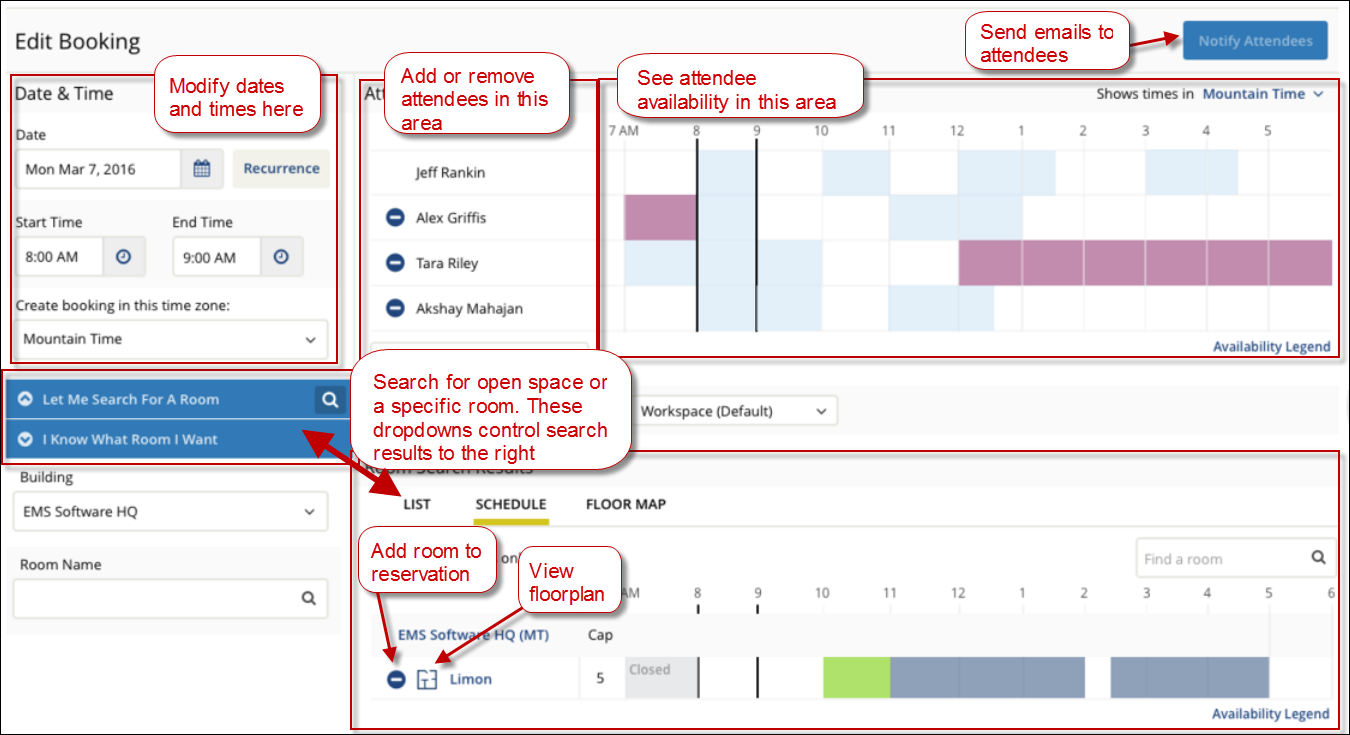 Edit Booking
Send emails to
attendees
Notify Attendees
Date & Time
Modify dates
and times here
Date
Mon Mar 7, 2016
Recurrence
Start Time
End Time
8:00 AM
9:00 AM
Create booking in this time zone:
Mountain Time
Add or remove
attendees in this
area
See attendee
availability in this area
Shows times in Mountain Time
7 AM 8 9 10 11 12 1 2 3 4 5
Jeff Rankin
Alex Griffis
Tara Riley
Akshay Mahajan
Availability Legend
Let Me Search For A Room
I Know What Room I Want
Search for open space or
a specific room. These
dropdowns control search
results to the right
Workspace (Default)
Building
EMS Software HQ
Room Name
Room Search Results
LIST SCHEDULE FLOOR MAP
Add room to
reservation
View
floorplan
Find a room
AM 8 9 10 11 12 1 2 3 4 5 6
EMS Software HQ (MT) Cap
Limon 5 Closed
Availability Legend